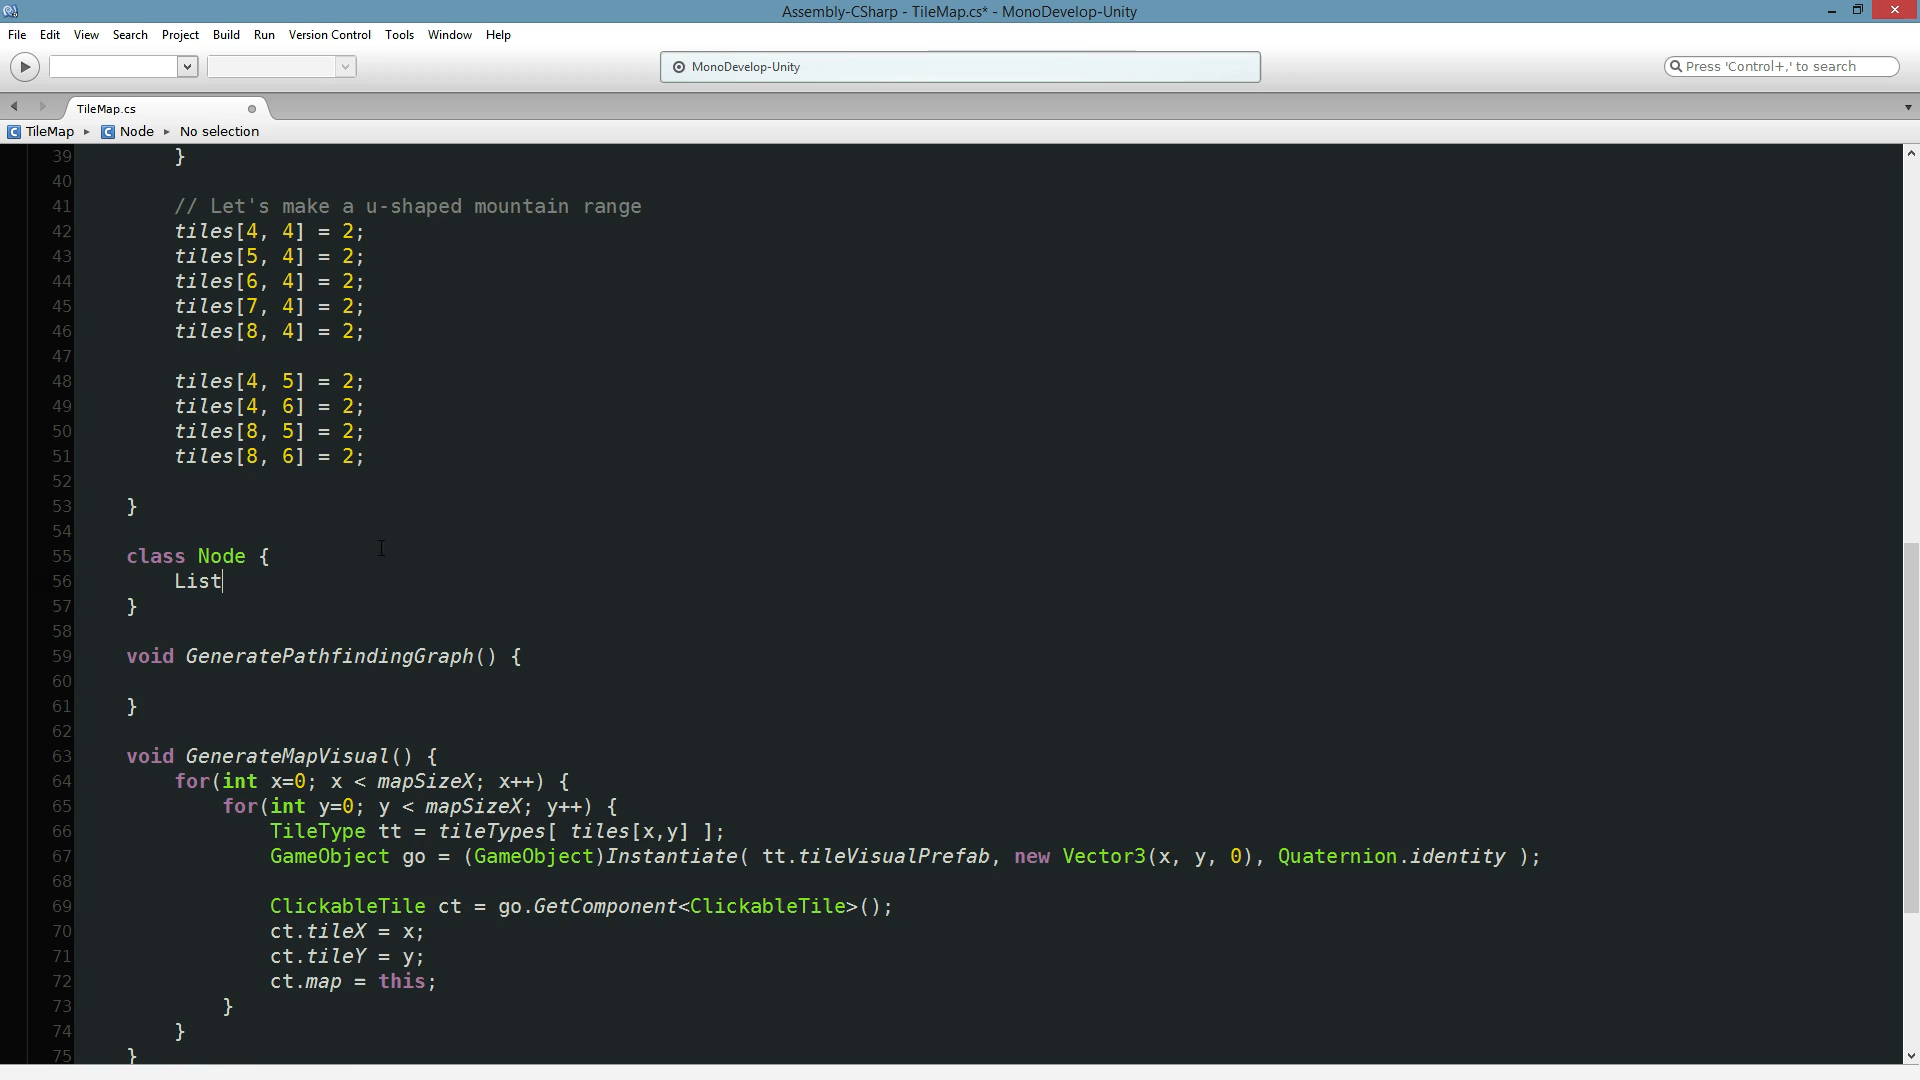 Assembly-CSharp - TileMap.cs* - MonoDevelop-Unity
File Edit View Search Project Build Run Version Control Tools Window Help
MonoDevelop-Unity
Press 'Control+,' to search
TileMap.cs
TileMap ▸ Node ▸ No selection
39 }
40
41 // Let's make a u-shaped mountain range
42 tiles[4, 4] = 2;
43 tiles[5, 4] = 2;
44 tiles[6, 4] = 2;
45 tiles[7, 4] = 2;
46 tiles[8, 4] = 2;
47
48 tiles[4, 5] = 2;
49 tiles[4, 6] = 2;
50 tiles[8, 5] = 2;
51 tiles[8, 6] = 2;
52
53 }
54
55 class Node {
56 List
57 }
58
59 void GeneratePathfindingGraph() {
60
61 }
62
63 void GenerateMapVisual() {
64 for(int x=0; x < mapSizeX; x++) {
65 for(int y=0; y < mapSizeX; y++) {
66 TileType tt = tileTypes[ tiles[x,y] ];
67 GameObject go = (GameObject)Instantiate( tt.tileVisualPrefab, new Vector3(x, y, 0), Quaternion.identity );
68
69 ClickableTile ct = go.GetComponent<ClickableTile>();
70 ct.tileX = x;
71 ct.tileY = y;
72 ct.map = this;
73 }
74 }
75 }